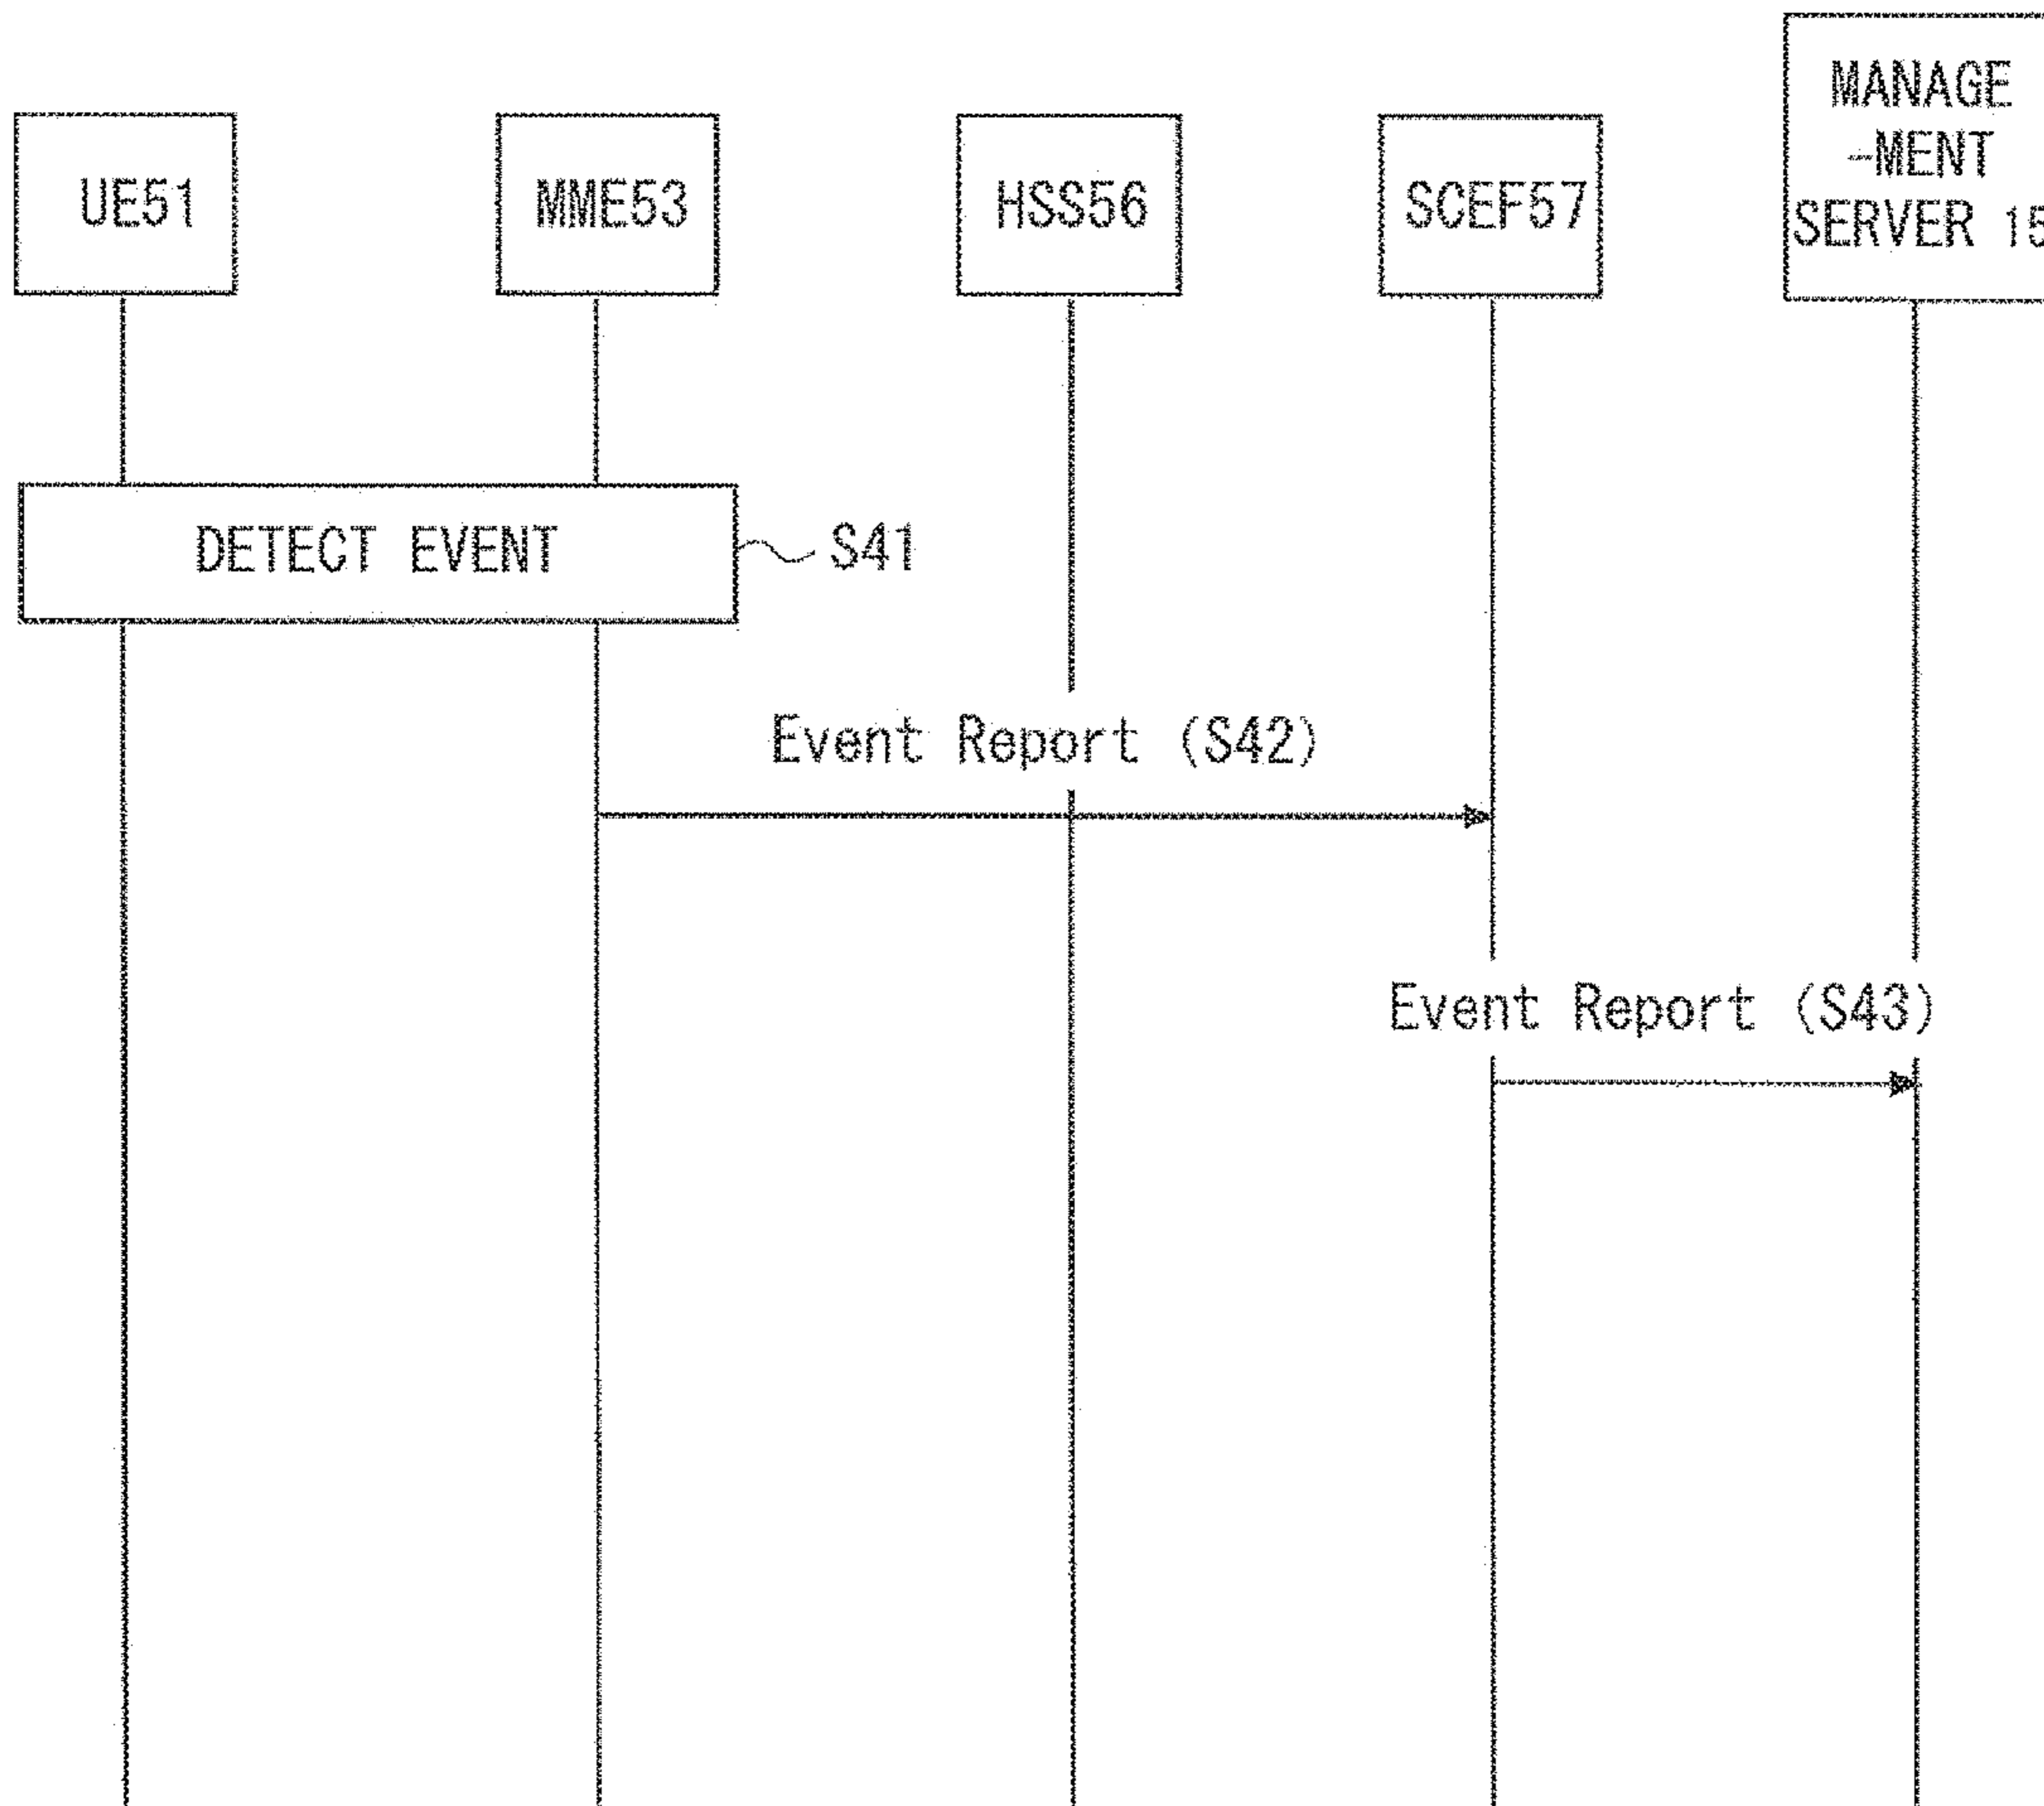 UE51
MME53
HSS56
SCEF57
MANAGE
-MENT
SERVER 15
DETECT EVENT
S41
Event Report (S42)
Event Report (S43)